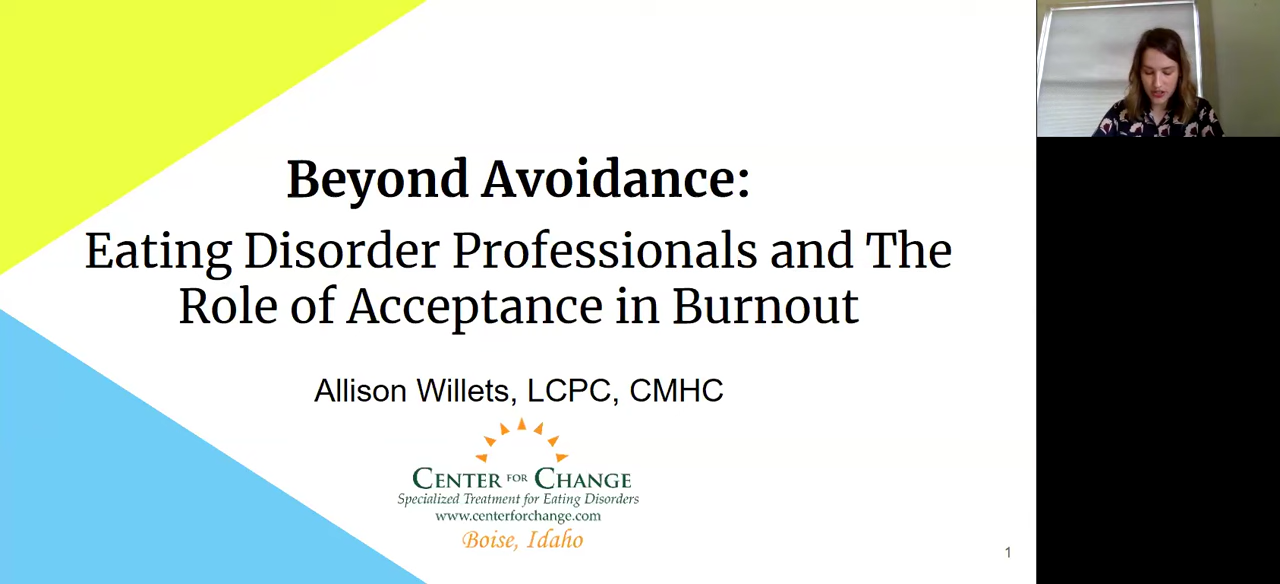 Beyond Avoidance:
Eating Disorder Professionals and The
Role of Acceptance in Burnout
Allison Willets, LCPC, CMHC
CENTER FOR CHANGE
Specialized Treatment for Eating Disorders
www.centerforchange.com
Boise, Idaho
1